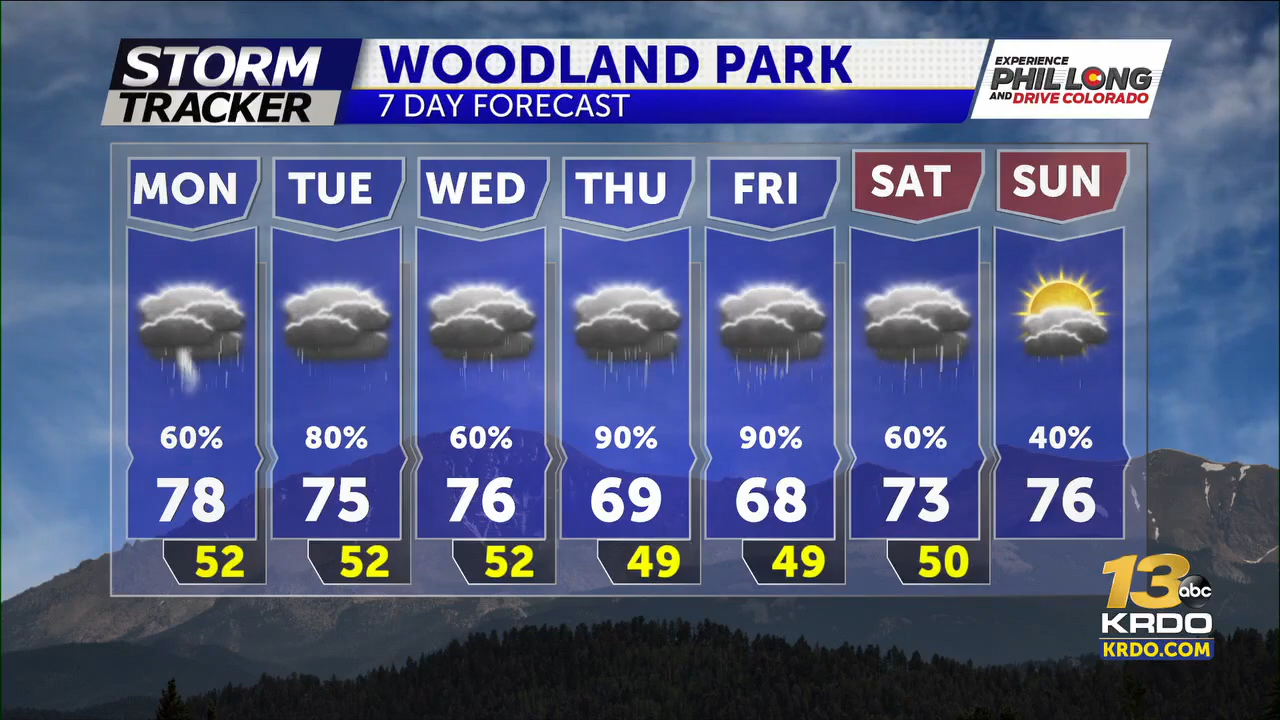 STORM
TRACKER
WOODLAND PARK
7 DAY FORECAST
EXPERIENCE
PHIL LONG
AND DRIVE COLORADO
MON TUE WED THU FRI SAT SUN
60% 80% 60% 90% 90% 60% 40%
78 75 76 69 68 73 76
52 52 52 49 49 50
13 abc
KRDO
KRDO.COM